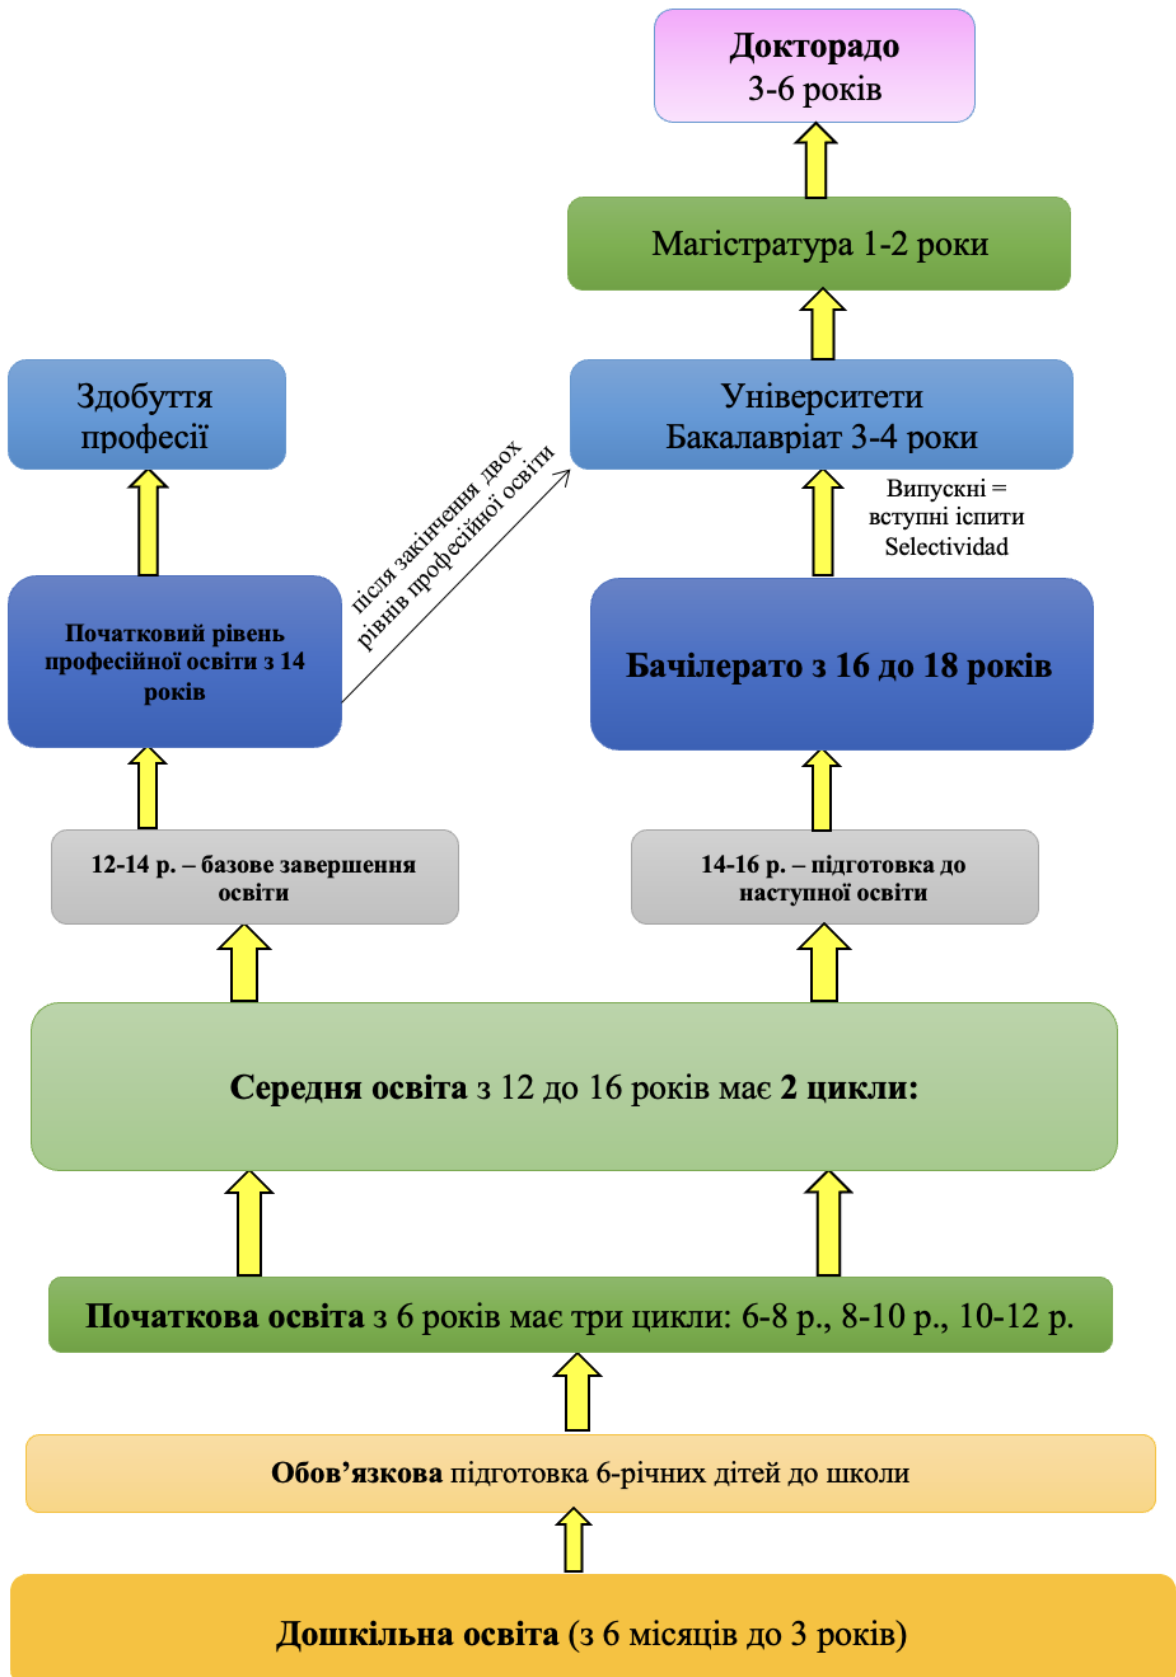 Докторадо
3-6 років
Магістратура 1-2 роки
Здобуття
професії
Університети
Бакалавріат 3-4 роки
після закінчення двох
рівнів професійної освіти
Випускні =
вступні іспити
Selectividad
Початковий рівень
професійної освіти з 14
років
Бачілерато з 16 до 18 років
12-14 р. – базове завершення
освіти
14-16 р. – підготовка до
наступної освіти
Середня освіта з 12 до 16 років має 2 цикли:
Початкова освіта з 6 років має три цикли: 6-8 р., 8-10 р., 10-12 р.
Обов’язкова підготовка 6-річних дітей до школи
Дошкільна освіта (з 6 місяців до 3 років)